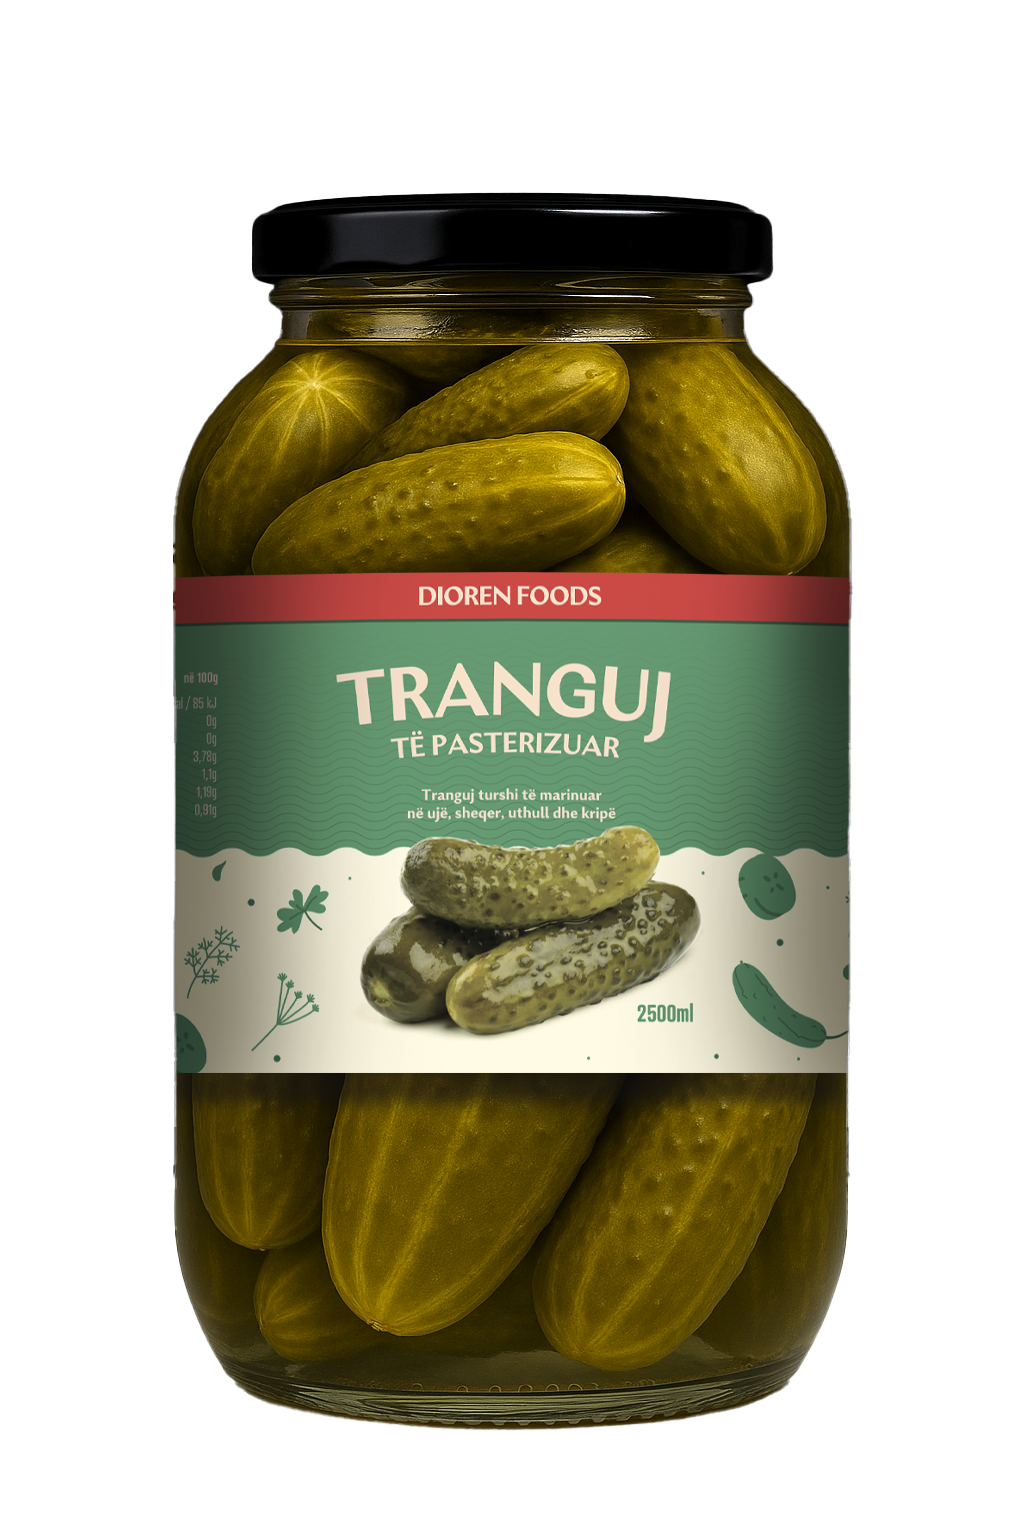 DIOREN FOODS
TRANGUJ
TË PASTERIZUAR
Tranguj turshi të marinuar
në ujë, sheqer, uthull dhe kripë
në 100g
/ 85 kJ
0g
0g
3,78g
1,1g
1,19g
0,91g
2500ml